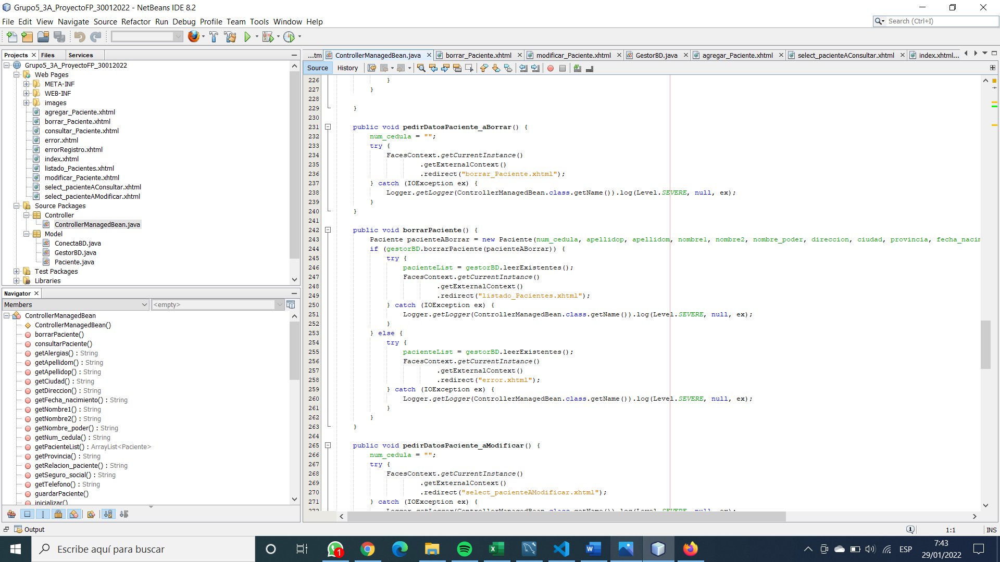 Grupo5_3A_ProyectoFP_30012022 - NetBeans IDE 8.2
File Edit View Navigate Source Refactor Run Debug Profile Team Tools Window Help
Search (Ctrl+I)
Projects Files Services
Grupo5_3A_ProyectoFP_30012022
Web Pages
META-INF
WEB-INF
images
agregar_Paciente.xhtml
borrar_Paciente.xhtml
consultar_Paciente.xhtml
error.xhtml
errorRegistro.xhtml
index.xhtml
listado_Pacientes.xhtml
modificar_Paciente.xhtml
select_pacienteAConsultar.xhtml
select_pacienteAModificar.xhtml
Source Packages
Controller
ControllerManagedBean.java
Model
ConectaBD.java
GestorBD.java
Paciente.java
Test Packages
Libraries
Navigator
Members <empty>
ControllerManagedBean
ControllerManagedBean()
borrarPaciente()
consultarPaciente()
getAlergias() : String
getApellidom() : String
getApellidop() : String
getCiudad() : String
getDireccion() : String
getFecha_nacimiento() : String
getNombre1() : String
getNombre2() : String
getNombre_poder() : String
getNum_cedula() : String
getPacienteList() : ArrayList<Paciente>
getProvincia() : String
getRelacion_paciente() : String
getSeguro_social() : String
getTelefono() : String
guardarPaciente()
inicializar()
...tm ControllerManagedBean.java borrar_Paciente.xhtml modificar_Paciente.xhtml GestorBD.java agregar_Paciente.xhtml select_pacienteAConsultar.xhtml index.xhtml...
Source History
226 }
227 }
228
229 }
230
231 public void pedirDatosPaciente_aBorrar() {
232 num_cedula = "";
233 try {
234 FacesContext.getCurrentInstance()
235 .getExternalContext()
236 .redirect("borrar_Paciente.xhtml");
237 } catch (IOException ex) {
238 Logger.getLogger(ControllerManagedBean.class.getName()).log(Level.SEVERE, null, ex);
239 }
240 }
241
242 public void borrarPaciente() {
243 Paciente pacienteABorrar = new Paciente(num_cedula, apellidop, apellidom, nombre1, nombre2, nombre_poder, direccion, ciudad, provincia, fecha_nacin
244 if (gestorBD.borrarPaciente(pacienteABorrar)) {
245 try {
246 pacienteList = gestorBD.leerExistentes();
247 FacesContext.getCurrentInstance()
248 .getExternalContext()
249 .redirect("listado_Pacientes.xhtml");
250 } catch (IOException ex) {
251 Logger.getLogger(ControllerManagedBean.class.getName()).log(Level.SEVERE, null, ex);
252 }
253 } else {
254 try {
255 pacienteList = gestorBD.leerExistentes();
256 FacesContext.getCurrentInstance()
257 .getExternalContext()
258 .redirect("error.xhtml");
259 } catch (IOException ex) {
260 Logger.getLogger(ControllerManagedBean.class.getName()).log(Level.SEVERE, null, ex);
261 }
262 }
263 }
264
265 public void pedirDatosPaciente_aModificar() {
266 num_cedula = "";
267 try {
268 FacesContext.getCurrentInstance()
269 .getExternalContext()
270 .redirect("select_pacienteAModificar.xhtml");
271 } catch (IOException ex) {
272 Logger.getLogger(ControllerManagedBean.class.getName()).log(Level.SEVERE, null, ex);
Output
1 1:1 INS
Escribe aquí para buscar
1
ESP
7:43
29/01/2022